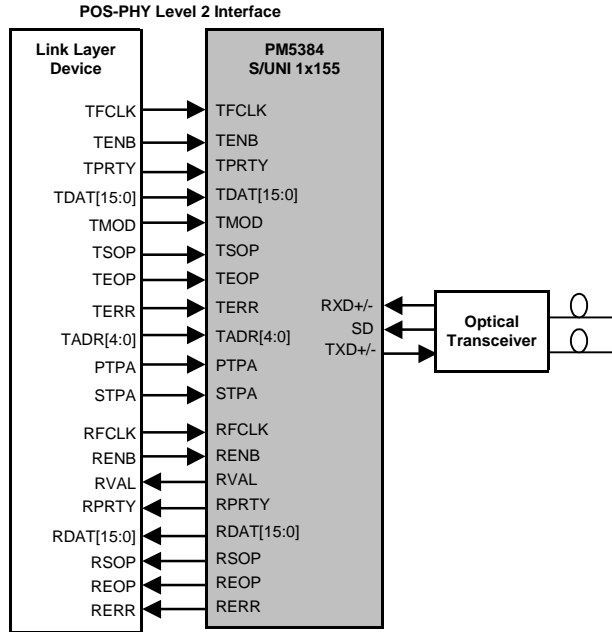 POS-PHY Level 2 Interface
Link Layer
Device
PM5384
S/UNI 1x155
TFCLK TFCLK
TENB TENB
TPRTY TPRTY
TDAT[15:0] TDAT[15:0]
TMOD TMOD
TSOP TSOP
TEOP TEOP
TERR TERR
TADR[4:0] TADR[4:0]
PTPA PTPA
STPA STPA
RFCLK RFCLK
RENB RENB
RVAL RVAL
RPRTY RPRTY
RDAT[15:0] RDAT[15:0]
RSOP RSOP
REOP REOP
RERR RERR
RXD+/-
SD
TXD+/-
Optical
Transceiver